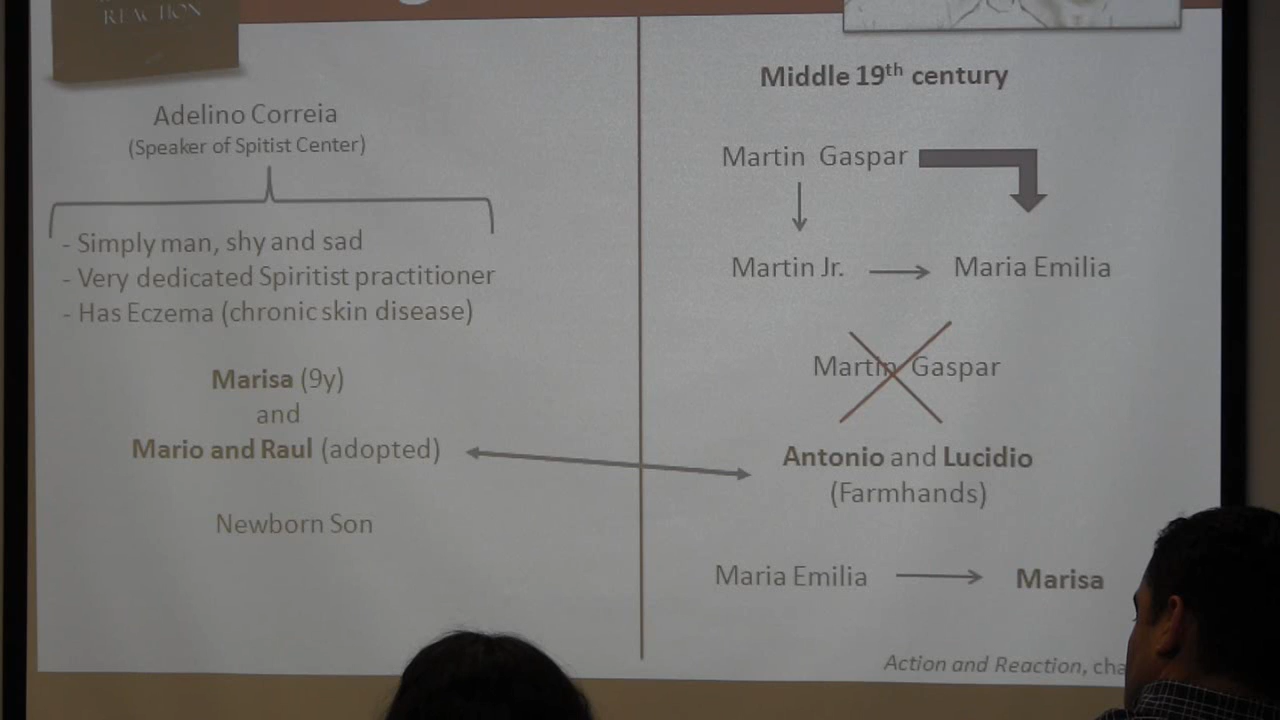 REACTION
Adelino Correia
(Speaker of Spitist Center)
- Simply man, shy and sad
- Very dedicated Spiritist practitioner
- Has Eczema (chronic skin disease)
Marisa (9y)
and
Mario and Raul (adopted)
Newborn Son
Middle 19th century
Martin Gaspar
Martin Jr. → Maria Emilia
Martin Gaspar
Antonio and Lucidio
(Farmhands)
Maria Emilia → Marisa
Action and Reaction, cha